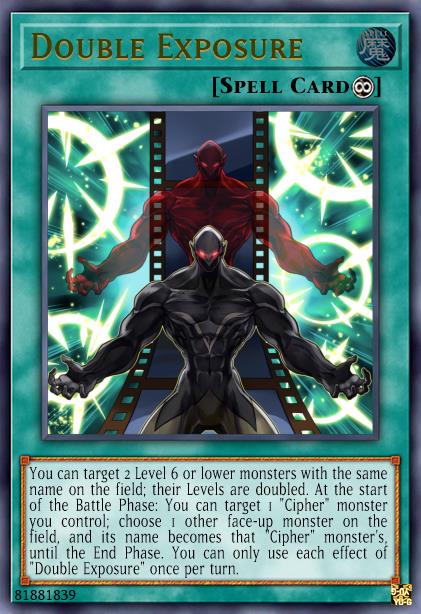 Double Exposure
魔
[Spell Card]
You can target 2 Level 6 or lower monsters with the same
name on the field; their Levels are doubled. At the start
of the Battle Phase: You can target 1 "Cipher" monster
you control; choose 1 other face-up monster on the
field, and its name becomes that "Cipher" monster's,
until the End Phase. You can only use each effect of
"Double Exposure" once per turn.
81881839